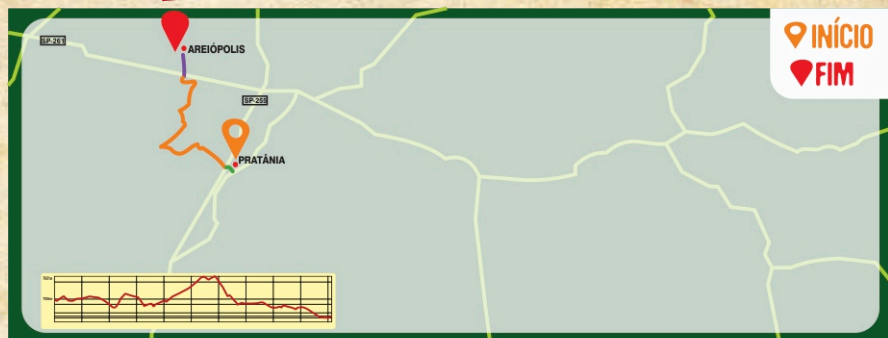 INÍCIO
FIM
SP-261
AREIÓPOLIS
SP-255
PRATÂNIA